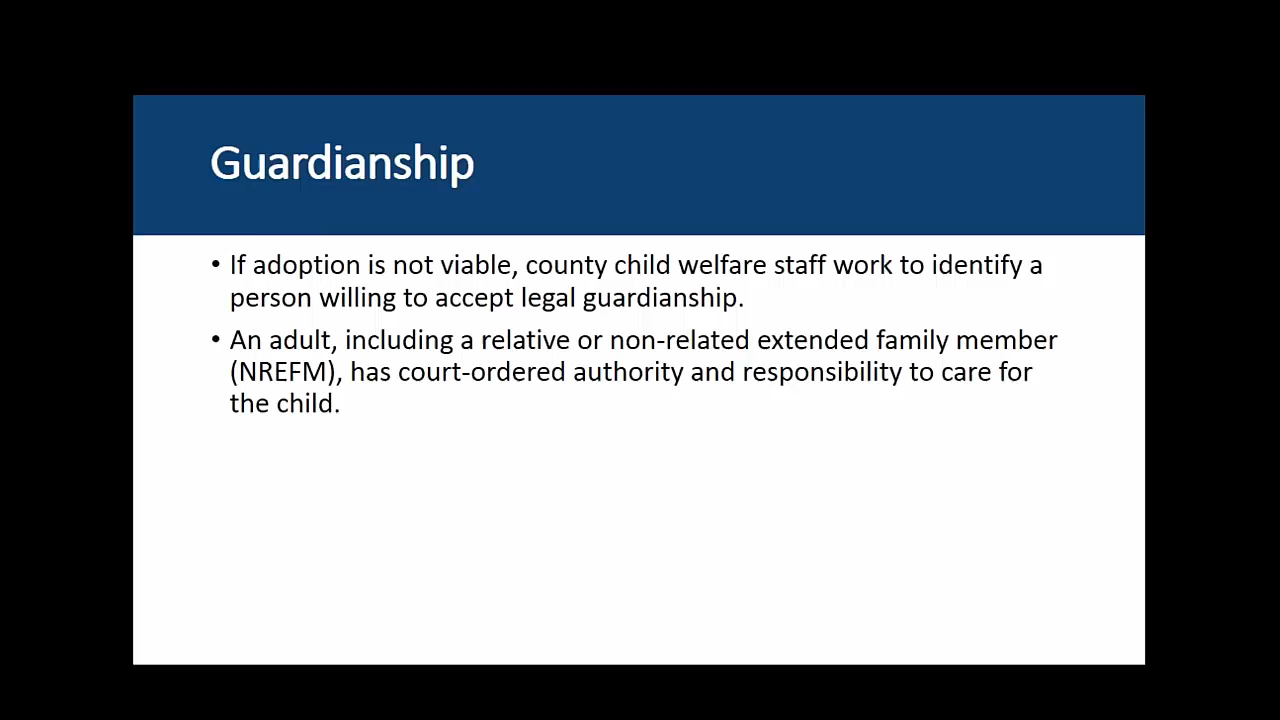 Guardianship
• If adoption is not viable, county child welfare staff work to identify a
person willing to accept legal guardianship.
• An adult, including a relative or non-related extended family member
(NREFM), has court-ordered authority and responsibility to care for
the child.